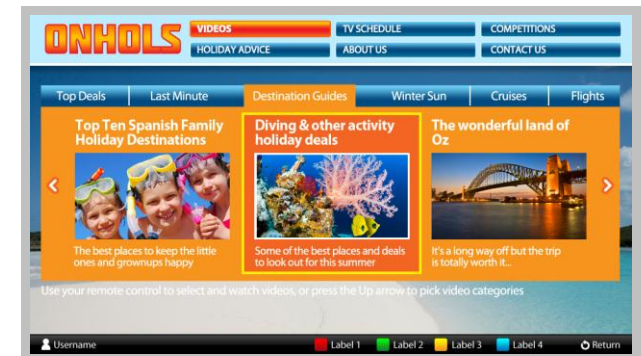 ONHOLS
VIDEOS
TV SCHEDULE
COMPETITIONS
HOLIDAY ADVICE
ABOUT US
CONTACT US
Top Deals
Last Minute
Destination Guides
Winter Sun
Cruises
Flights
Top Ten Spanish Family
Holiday Destinations
The best places to keep the little
ones and grownups happy
Diving & other activity
holiday deals
Some of the best places and deals
to look out for this summer
The wonderful land of
Oz
It's a long way off but the trip
is totally worth it...
Use your remote control to select and watch videos, or press the Up arrow to pick video categories
Username
Label 1
Label 2
Label 3
Label 4
Return